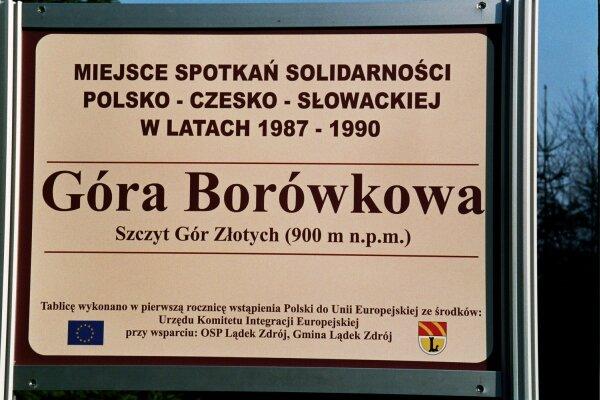 MIEJSCE SPOTKAŃ SOLIDARNOŚCI
POLSKO - CZESKO - SŁOWACKIEJ
W LATACH 1987 - 1990
Góra Borówkowa
Szczyt Gór Złotych (900 m n.p.m.)
Tablicę wykonano w pierwszą rocznicę wstąpienia Polski do Unii Europejskiej ze środków:
Urzędu Komitetu Integracji Europejskiej
przy wsparciu: OSP Lądek Zdrój, Gmina Lądek Zdrój
L